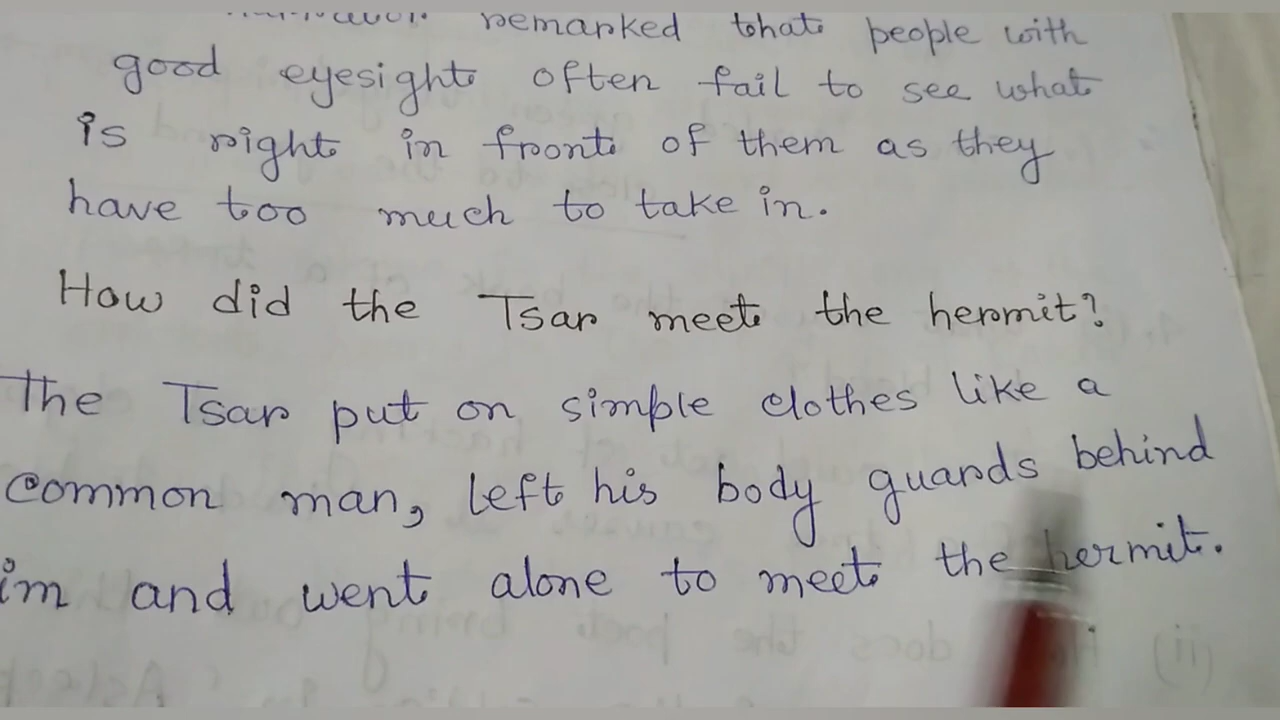 remarked that people with
good eyesight often fail to see what
is right in front of them as they
have too much to take in.
How did the Tsar meet the hermit?
The Tsar put on simple clothes like a
common man, left his body guards behind
im and went alone to meet the hermit.